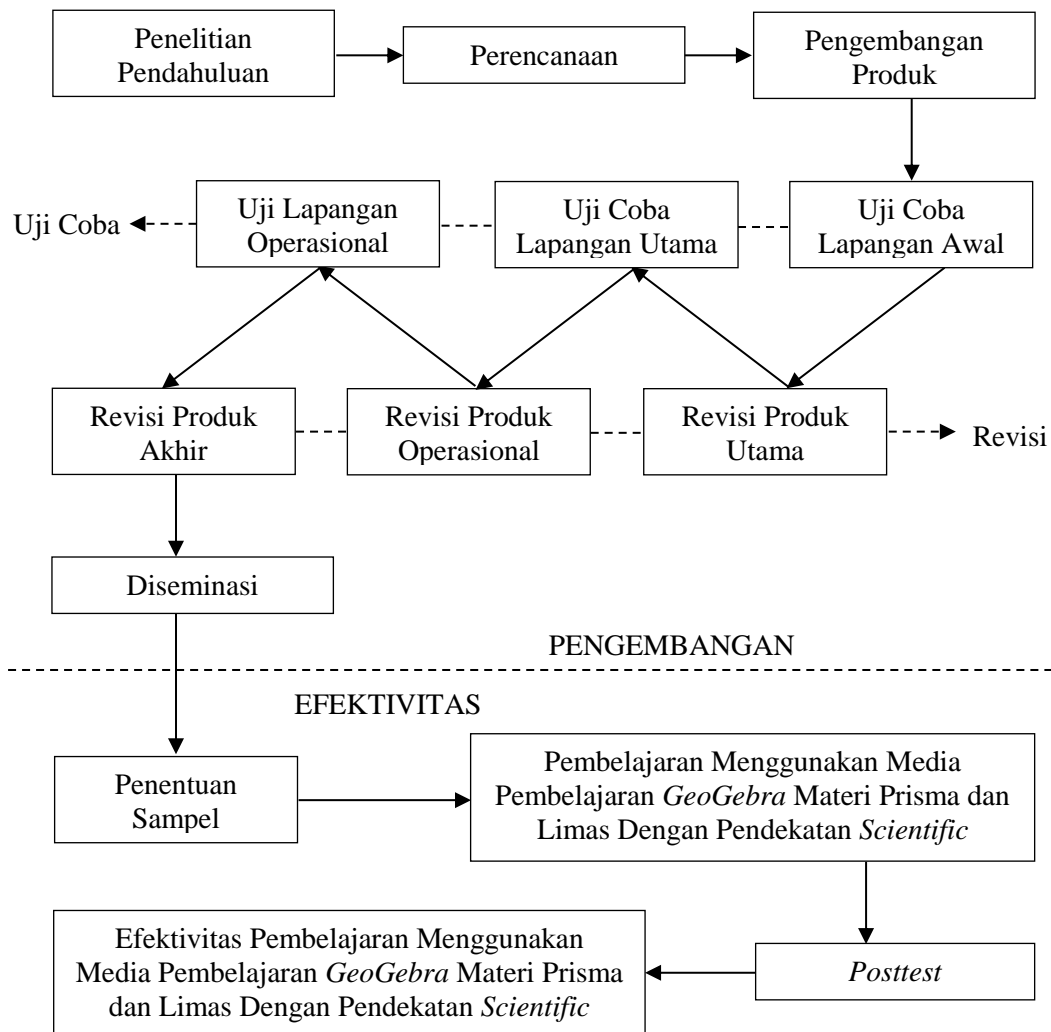 Penelitian
Pendahuluan
Perencanaan
Pengembangan
Produk
Uji Coba
Uji Lapangan
Operasional
Uji Coba
Lapangan Utama
Uji Coba
Lapangan Awal
Revisi Produk
Akhir
Revisi Produk
Operasional
Revisi Produk
Utama
Revisi
Diseminasi
PENGEMBANGAN
EFEKTIVITAS
Penentuan
Sampel
Pembelajaran Menggunakan Media
Pembelajaran GeoGebra Materi Prisma dan
Limas Dengan Pendekatan Scientific
Efektivitas Pembelajaran Menggunakan
Media Pembelajaran GeoGebra Materi Prisma
dan Limas Dengan Pendekatan Scientific
Posttest